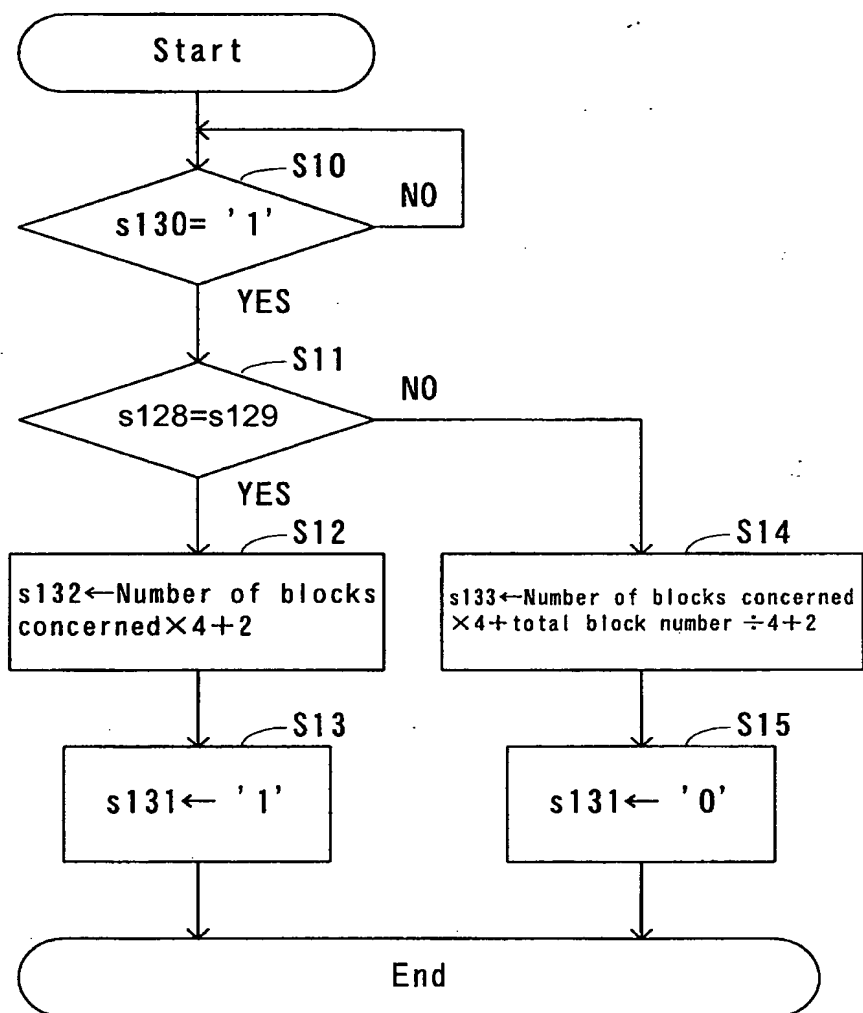 Start
S10
s130= '1'
NO
YES
S11
s128=s129
NO
YES
S12
s132←Number of blocks
concerned×4+2
S14
s133←Number of blocks concerned
×4+total block number ÷4+2
S13
s131← '1'
S15
s131← '0'
End